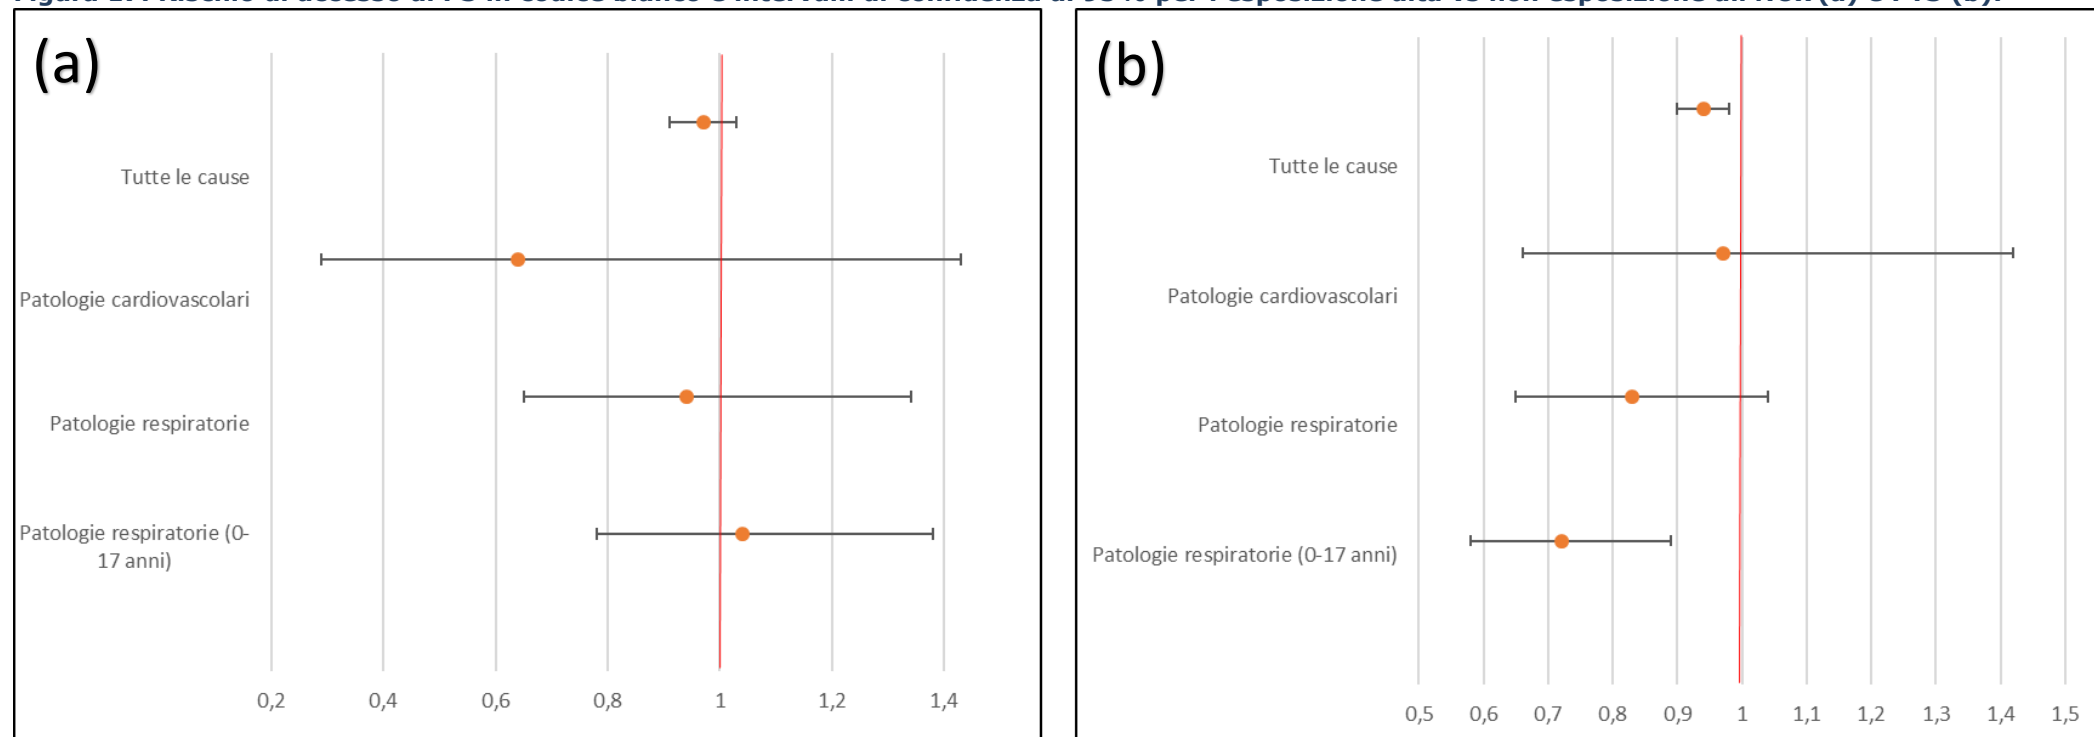 (a)
Tutte le cause
Patologie cardiovascolari
Patologie respiratorie
Patologie respiratorie (0-
17 anni)
0,2 0,4 0,6 0,8 1 1,2 1,4
(b)
Tutte le cause
Patologie cardiovascolari
Patologie respiratorie
Patologie respiratorie (0-17 anni)
0,5 0,6 0,7 0,8 0,9 1 1,1 1,2 1,3 1,4 1,5